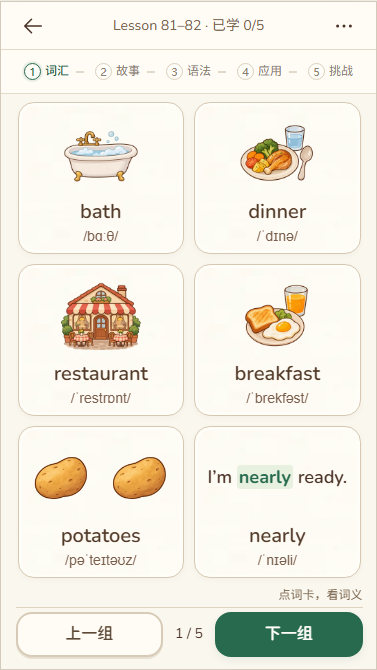 Lesson 81–82 · 已学 0/5
1 词汇 – 2 故事 – 3 语法 – 4 应用 – 5 挑战
bath
dinner
/bɑːθ/
/ˈdɪnə/
restaurant
breakfast
/ˈrestrɒnt/
/ˈbrekfəst/
I’m nearly ready.
potatoes
nearly
/pəˈteɪtəʊz/
/ˈnɪəli/
点词卡，看词义
上一组
1 / 5
下一组